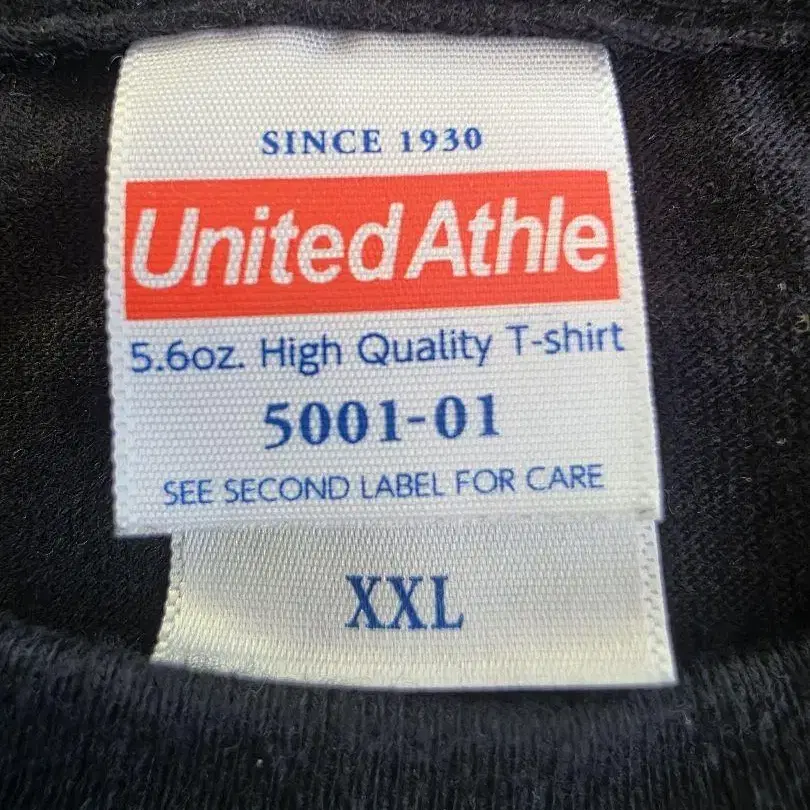 SINCE 1930
United Athle
5.6oz. High Quality T-shirt
5001-01
SEE SECOND LABEL FOR CARE
XXL